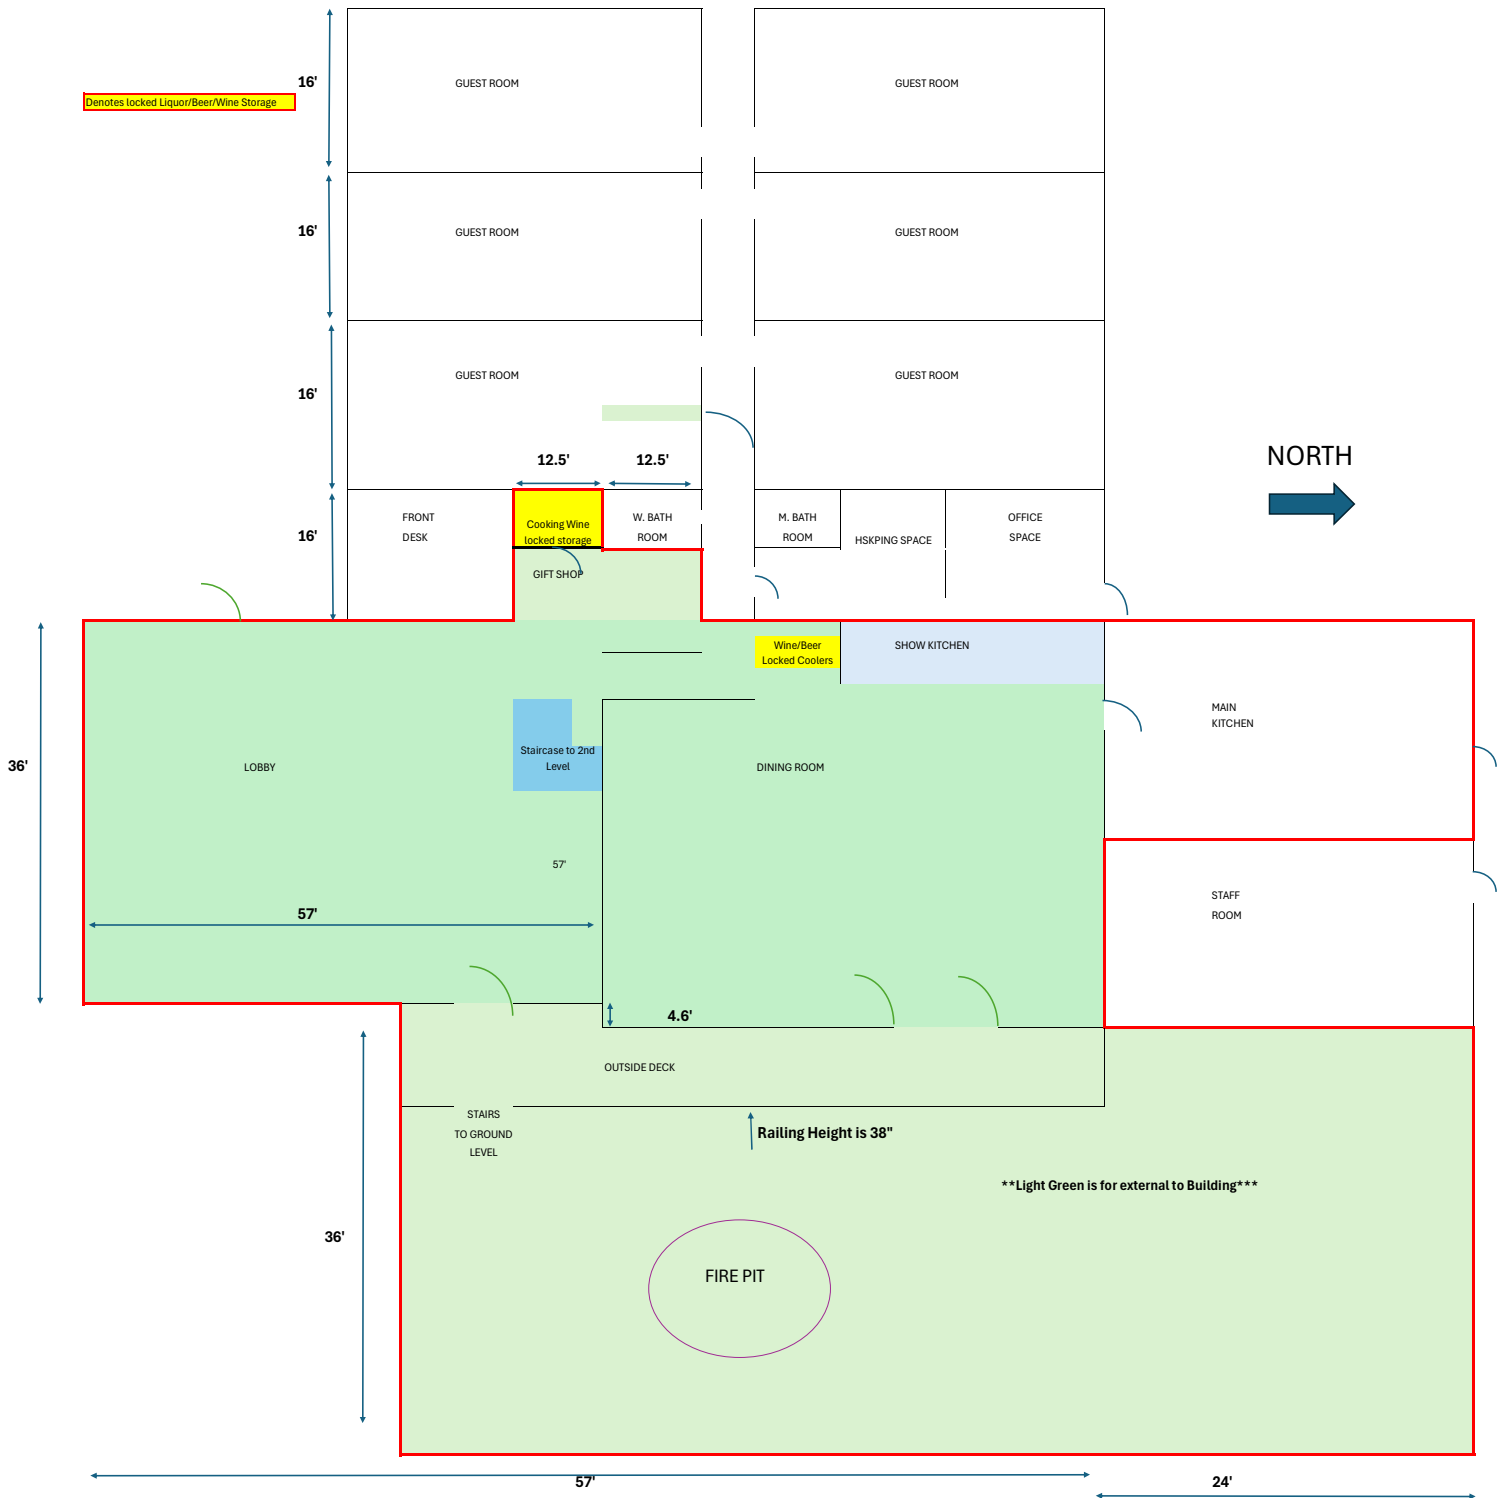 GUEST ROOM
GUEST ROOM
16'
Denotes locked Liquor/Beer/Wine Storage
16'
GUEST ROOM
GUEST ROOM
16'
GUEST ROOM
GUEST ROOM
12.5'
12.5'
NORTH
16'
FRONT
DESK
Cooking Wine
locked storage
W. BATH
ROOM
M. BATH
ROOM
HSKPING SPACE
OFFICE
SPACE
GIFT SHOP
Wine/Beer
Locked Coolers
SHOW KITCHEN
MAIN
KITCHEN
36'
LOBBY
Staircase to 2nd
Level
DINING ROOM
57'
STAFF
ROOM
57'
4.6'
OUTSIDE DECK
STAIRS
TO GROUND
LEVEL
Railing Height is 38"
**Light Green is for external to Building***
36'
FIRE PIT
57'
24'